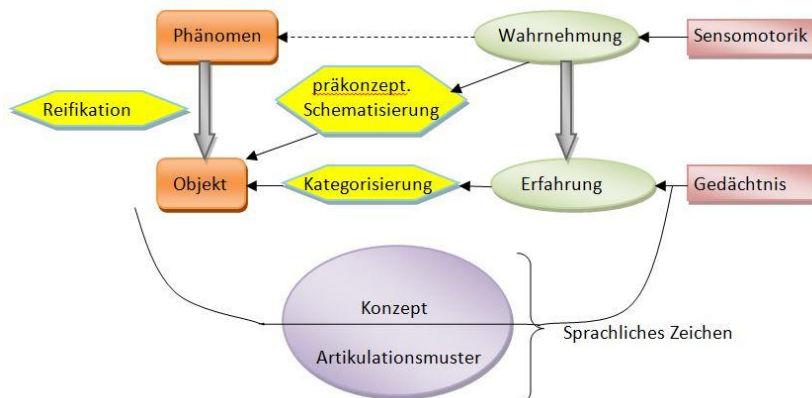 Phänomen
Wahrnehmung
Sensomotorik
präkonzept.
Schematisierung
Reifikation
Objekt
Kategorisierung
Erfahrung
Gedächtnis
Konzept
Sprachliches Zeichen
Artikulationsmuster